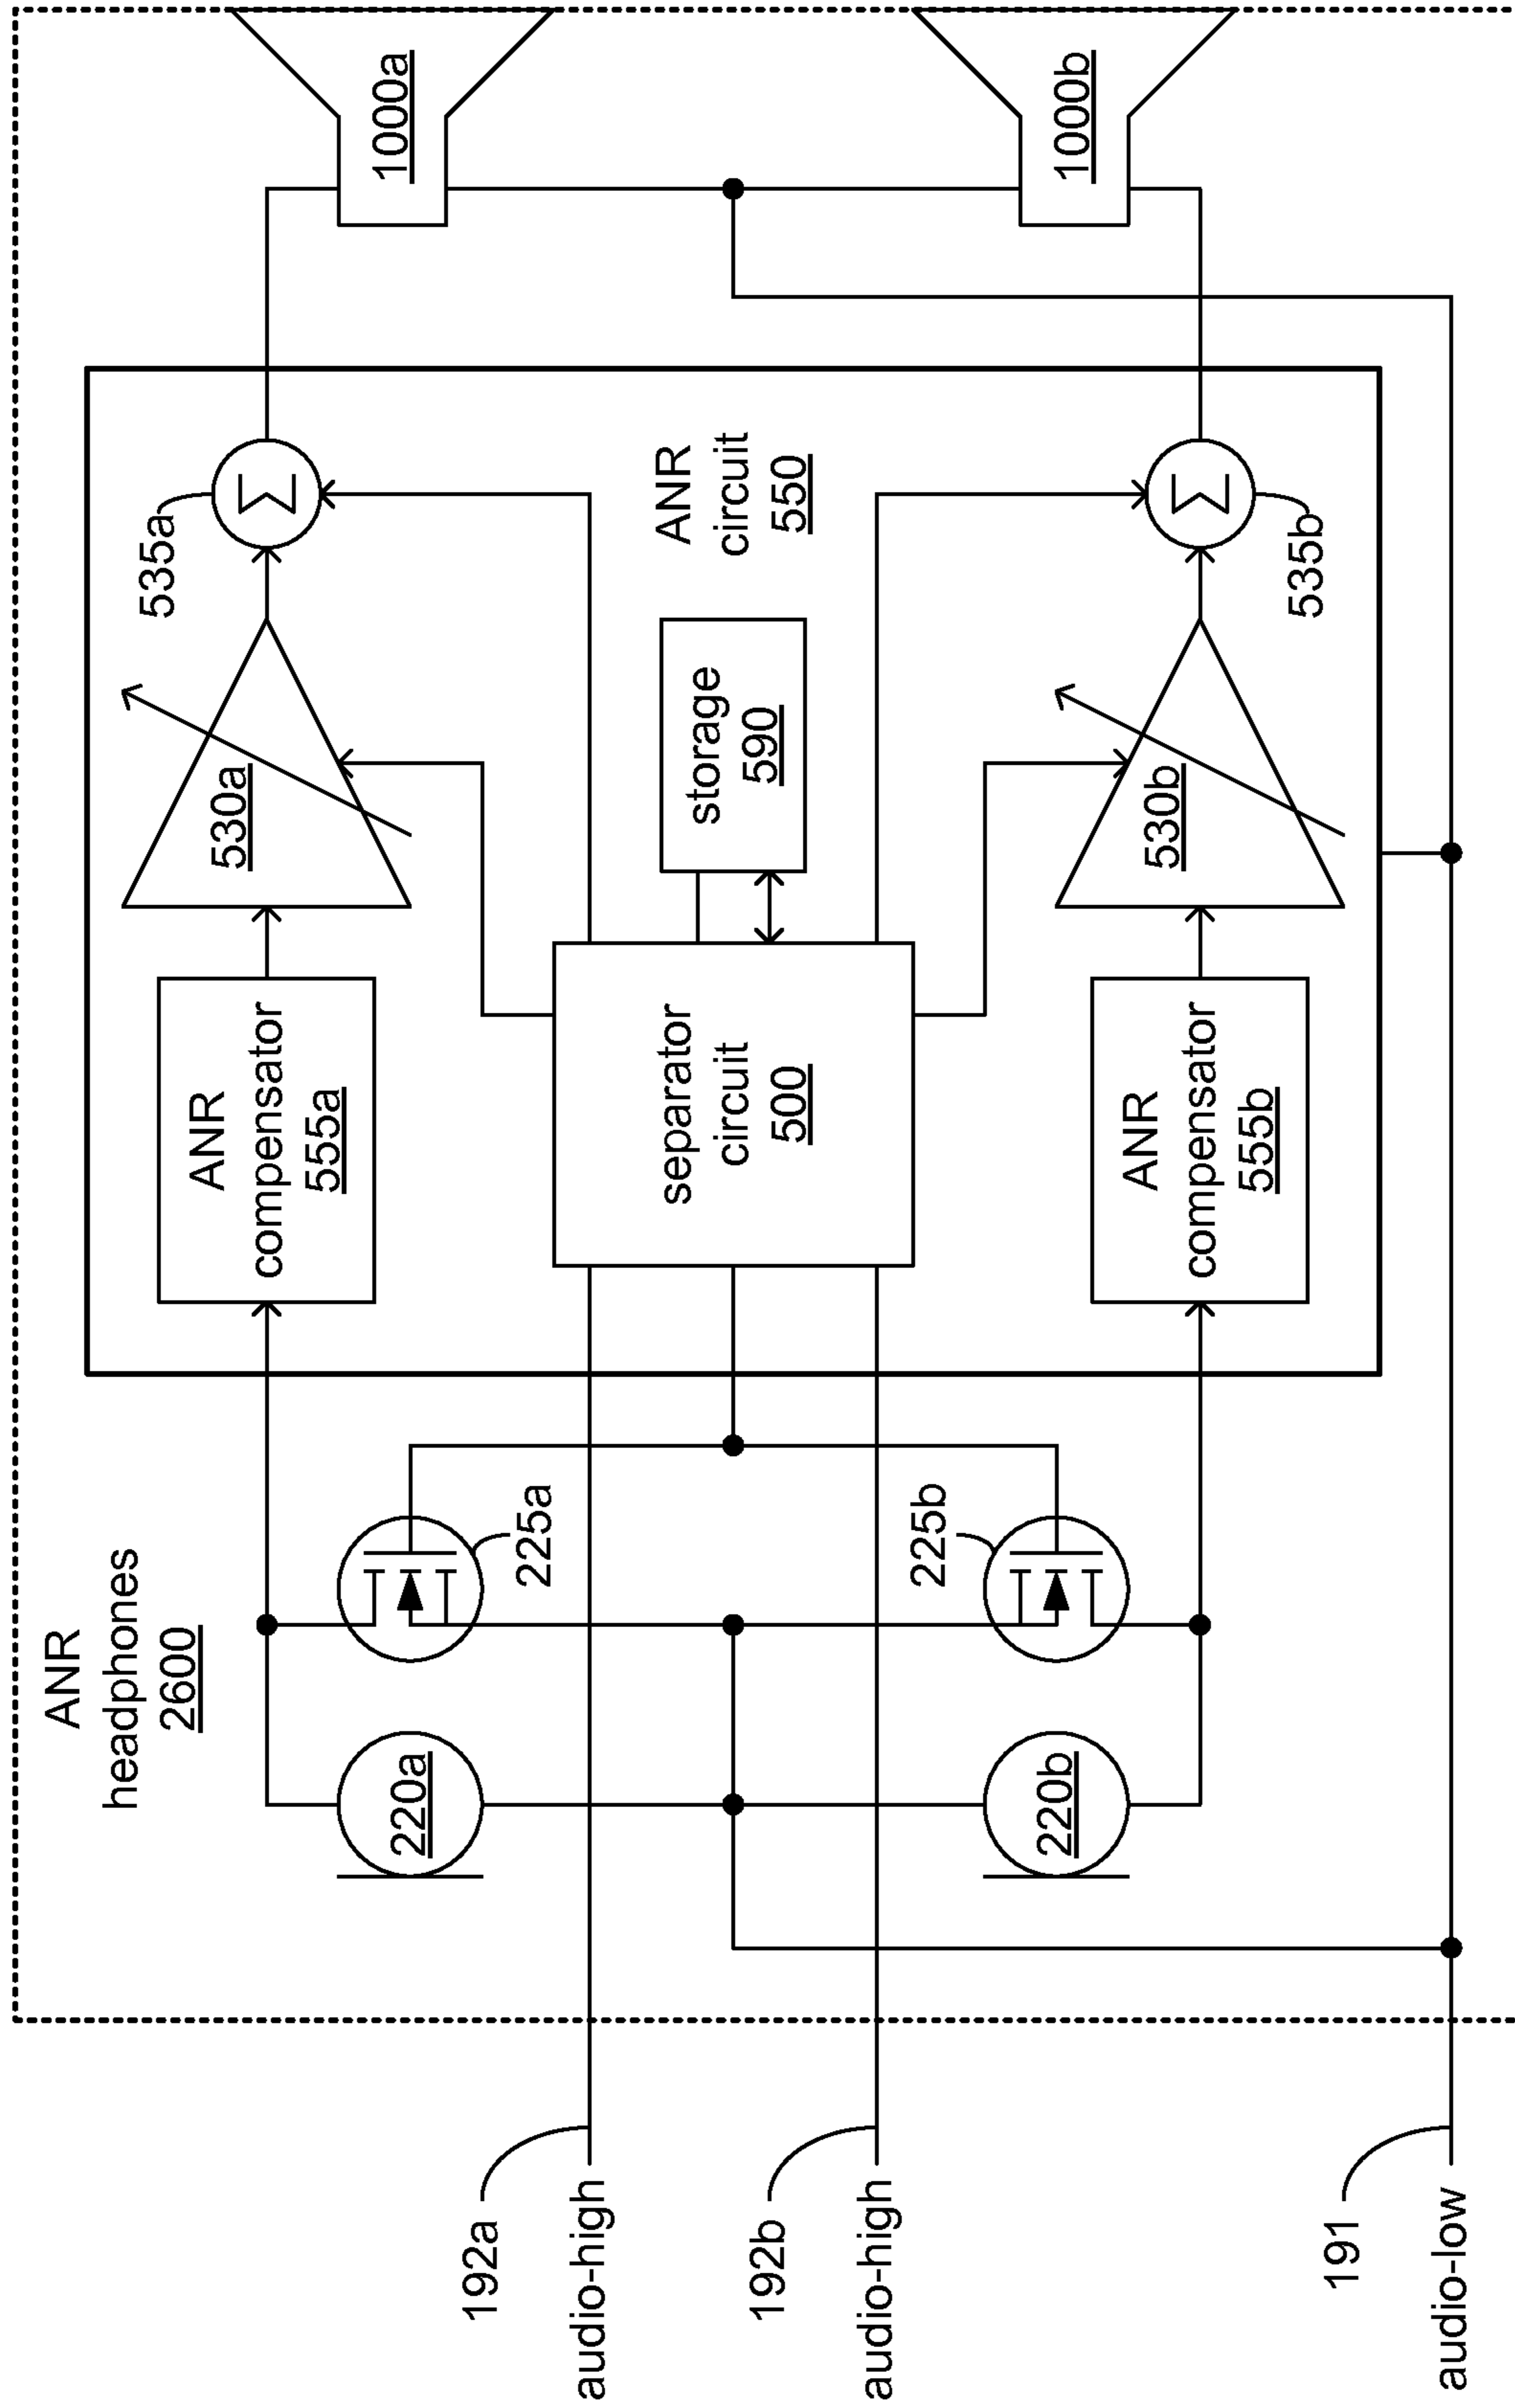 ANR
headphones
2600
220a
225a
ANR
compensator
555a
530a
535a
Σ
1000a
192a
audio-high
separator
circuit
500
storage
590
ANR
circuit
550
192b
audio-high
225b
220b
ANR
compensator
555b
530b
Σ
535b
1000b
191
audio-low